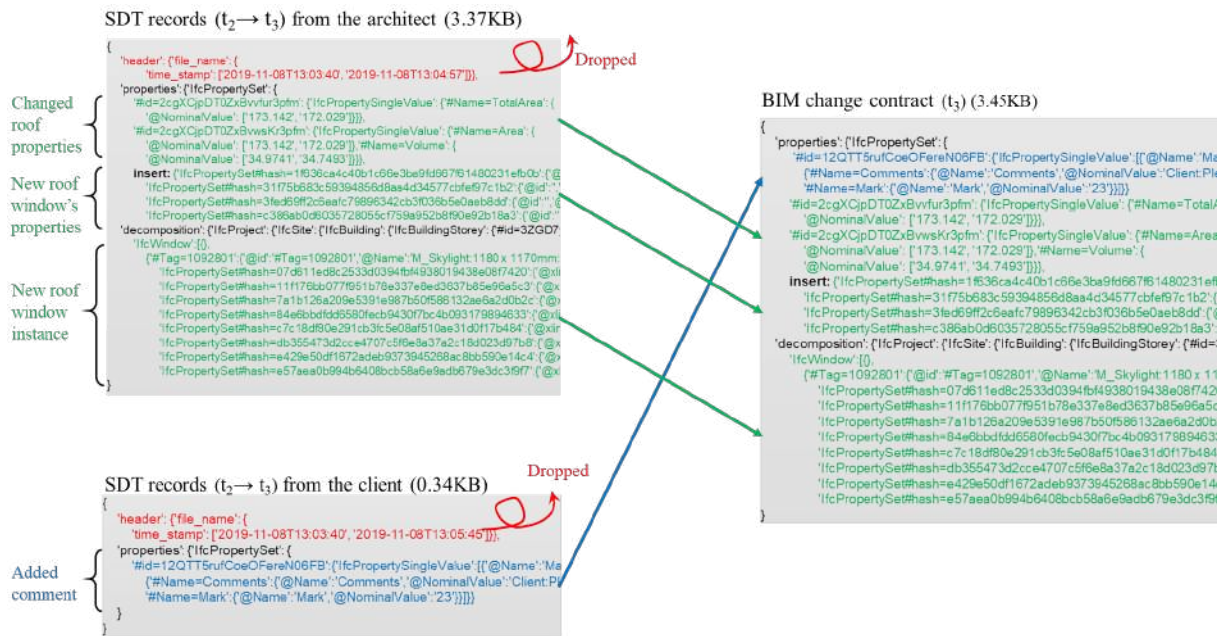 SDT records (t₂→ t₃) from the architect (3.37KB)
{
'header': {'file_name': {
'time_stamp': ['2019-11-08T13:03:40', '2019-11-08T13:04:57']}},
Dropped
'properties': {'IfcPropertySet': {
Changed roof properties
'#id=2cgXCjpDT0ZxBvvfur3pfm': {'IfcPropertySingleValue': {'#Name=TotalArea': {
'@NominalValue': ['173.142', '172.029']}}},
'#id=2cgXCjpDT0ZxBvwsKr3pfm': {'IfcPropertySingleValue': {'#Name=Area': {
'@NominalValue': ['173.142', '172.029']},'#Name=Volume': {
'@NominalValue': ['34.9741', '34.7493']}}},
New roof window's properties
insert: {'IfcPropertySet#hash=1f636ca4c40b1c66e3ba9fd667f61480231efb0b': {'@
'IfcPropertySet#hash=31f75b683c59394856d8aa4d34577cbfef97c1b2': {'@id':
'IfcPropertySet#hash=3fed69ff2c6eafc79896342cb3f036b5e0aeb8dd': {'@id':
'IfcPropertySet#hash=c386ab0d6035728055cf759a952b8f90e92b18a3': {'@id':
'decomposition': {'IfcProject': {'IfcSite': {'IfcBuilding': {'IfcBuildingStorey': {'#id=3ZGD7
New roof window instance
'IfcWindow':[{},
{'#Tag=1092801':{'@id':'#Tag=1092801','@Name':'M_Skylight:1180 x 1170mm:
'IfcPropertySet#hash=07d611ed8c2533d0394fbf4938019438e08f7420':{'@xli
'IfcPropertySet#hash=11f176bb077f951b78e337e8ed3637b85e96a5c3':{'@x
'IfcPropertySet#hash=7a1b126a209e5391e987b50f586132ae6a2d0b2c':{'@x
'IfcPropertySet#hash=84e6bbdfdd6580fecb9430f7bc4b093179894633':{'@x
'IfcPropertySet#hash=c7c18df80e291cb3fc5e08af510ae31d0f17b484':{'@xlin
'IfcPropertySet#hash=db355473d2cce4707c5f6e8a37a2c18d023d97b8':{'@x
'IfcPropertySet#hash=e429e50df1672adeb9373945268ac8bb590e14c4':{'@x
'IfcPropertySet#hash=e57aea0b994b6408bcb58a6e9adb679e3dc3f9f7':{'@x
}
SDT records (t₂→ t₃) from the client (0.34KB)
{
'header': {'file_name': {
'time_stamp': ['2019-11-08T13:03:40', '2019-11-08T13:05:45']}},
Dropped
'properties': {'IfcPropertySet': {
Added comment
'#id=12QTT5rufCoeOFereN06FB':{'IfcPropertySingleValue':[{'@Name':'Ma
{'#Name=Comments':{'@Name':'Comments','@NominalValue':'Client:Pl
'#Name=Mark':{'@Name':'Mark','@NominalValue':'23'}}]}}
}
}
BIM change contract (t₃) (3.45KB)
{
'properties': {'IfcPropertySet': {
'#id=12QTT5rufCoeOFereN06FB':{'IfcPropertySingleValue':[{'@Name':'Ma
{'#Name=Comments':{'@Name':'Comments','@NominalValue':'Client:Ple
'#Name=Mark':{'@Name':'Mark','@NominalValue':'23'}}]}}
'#id=2cgXCjpDT0ZxBvvfur3pfm': {'IfcPropertySingleValue': {'#Name=TotalA
'@NominalValue': ['173.142', '172.029']}}},
'#id=2cgXCjpDT0ZxBvwsKr3pfm': {'IfcPropertySingleValue': {'#Name=Area
'@NominalValue': ['173.142', '172.029']},'#Name=Volume': {
'@NominalValue': ['34.9741', '34.7493']}}},
insert: {'IfcPropertySet#hash=1f636ca4c40b1c66e3ba9fd667f61480231eft
'IfcPropertySet#hash=31f75b683c59394856d8aa4d34577cbfef97c1b2': {'
'IfcPropertySet#hash=3fed69ff2c6eafc79896342cb3f036b5e0aeb8dd': {'@
'IfcPropertySet#hash=c386ab0d6035728055cf759a952b8f90e92b18a3':
'decomposition': {'IfcProject': {'IfcSite': {'IfcBuilding': {'IfcBuildingStorey': {'#id=3
'IfcWindow':[{},
{'#Tag=1092801':{'@id':'#Tag=1092801','@Name':'M_Skylight:1180 x 11
'IfcPropertySet#hash=07d611ed8c2533d0394fbf4938019438e08f742
'IfcPropertySet#hash=11f176bb077f951b78e337e8ed3637b85e96a5c
'IfcPropertySet#hash=7a1b126a209e5391e987b50f586132ae6a2d0b
'IfcPropertySet#hash=84e6bbdfdd6580fecb9430f7bc4b093179894633
'IfcPropertySet#hash=c7c18df80e291cb3fc5e08af510ae31d0f17b484
'IfcPropertySet#hash=db355473d2cce4707c5f6e8a37a2c18d023d97b
'IfcPropertySet#hash=e429e50df1672adeb9373945268ac8bb590e14
'IfcPropertySet#hash=e57aea0b994b6408bcb58a6e9adb679e3dc3f9f
}